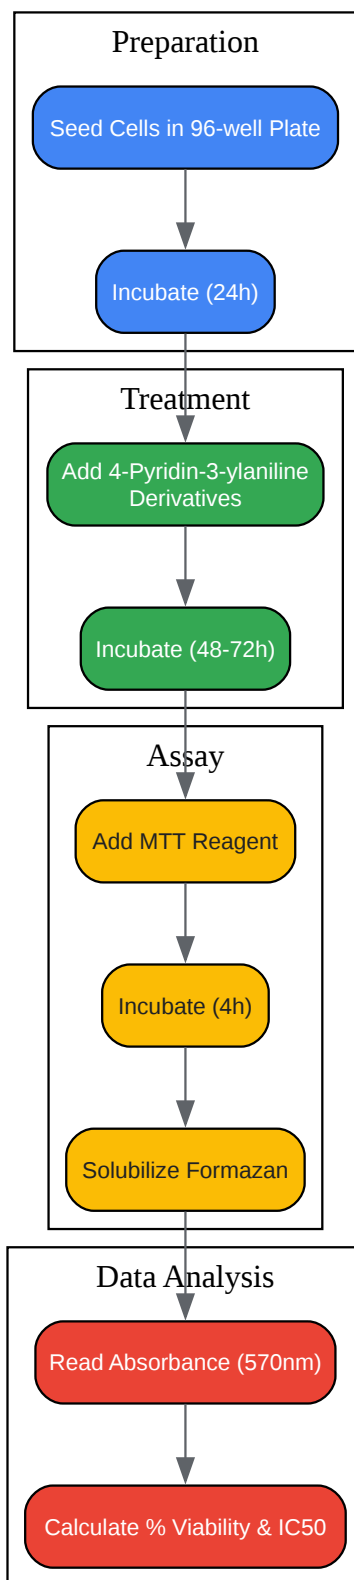 Preparation
Seed Cells in 96-well Plate
Incubate (24h)
Treatment
Add 4-Pyridin-3-ylaniline
Derivatives
Incubate (48-72h)
Assay
Add MTT Reagent
Incubate (4h)
Solubilize Formazan
Data Analysis
Read Absorbance (570nm)
Calculate % Viability & IC50